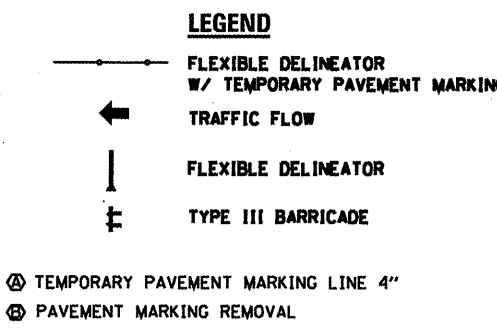 LEGEND
FLEXIBLE DELINEATOR
W/ TEMPORARY PAVEMENT MARKING
TRAFFIC FLOW
FLEXIBLE DELINEATOR
TYPE III BARRICADE
A TEMPORARY PAVEMENT MARKING LINE 4"
B PAVEMENT MARKING REMOVAL